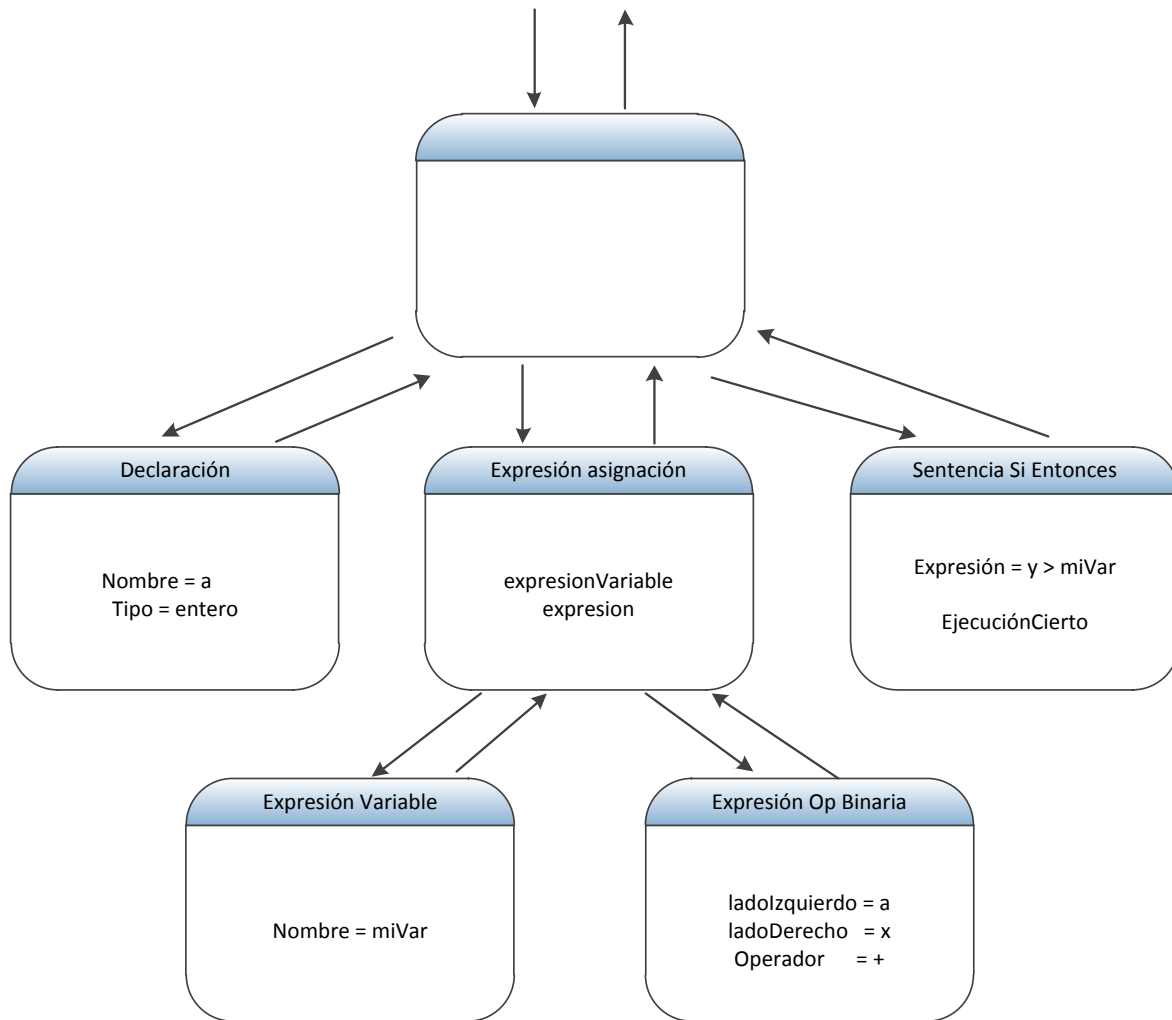 Declaración
Expresión asignación
Sentencia Si Entonces
Nombre = a
Tipo = entero
expresionVariable
expresion
Expresión = y > miVar
EjecuciónCierto
Expresión Variable
Expresión Op Binaria
Nombre = miVar
ladoIzquierdo = a
ladoDerecho = x
Operador = +